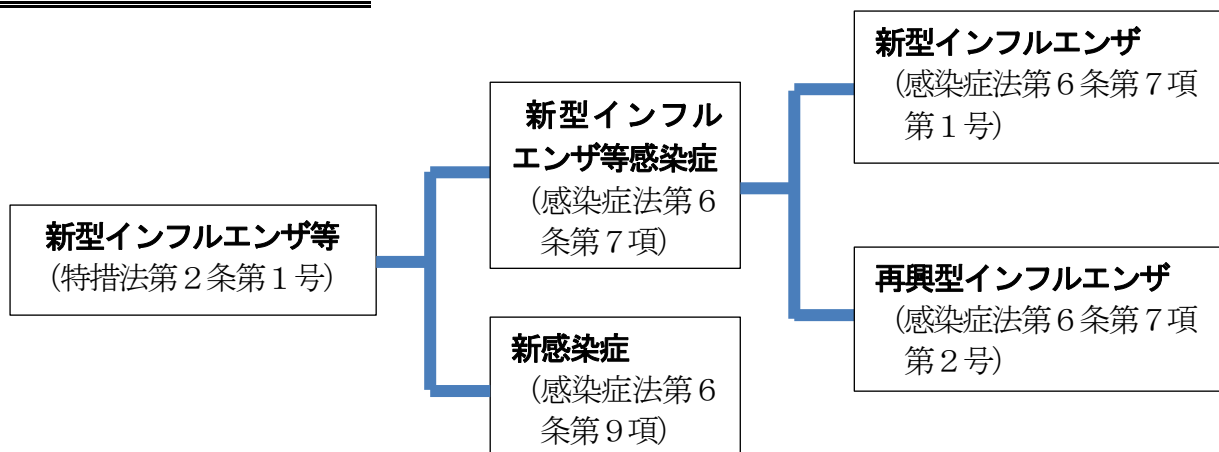 新型インフルエンザ等
(特措法第２条第１号)
新型インフル
エンザ等感染症
(感染症法第６
条第７項)
新感染症
(感染症法第６
条第９項)
新型インフルエンザ
(感染症法第６条第７項
第１号)
再興型インフルエンザ
(感染症法第６条第７項
第２号)